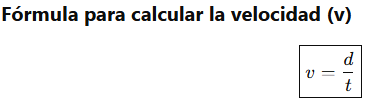 Fórmula para calcular la velocidad (v)
v = d/t